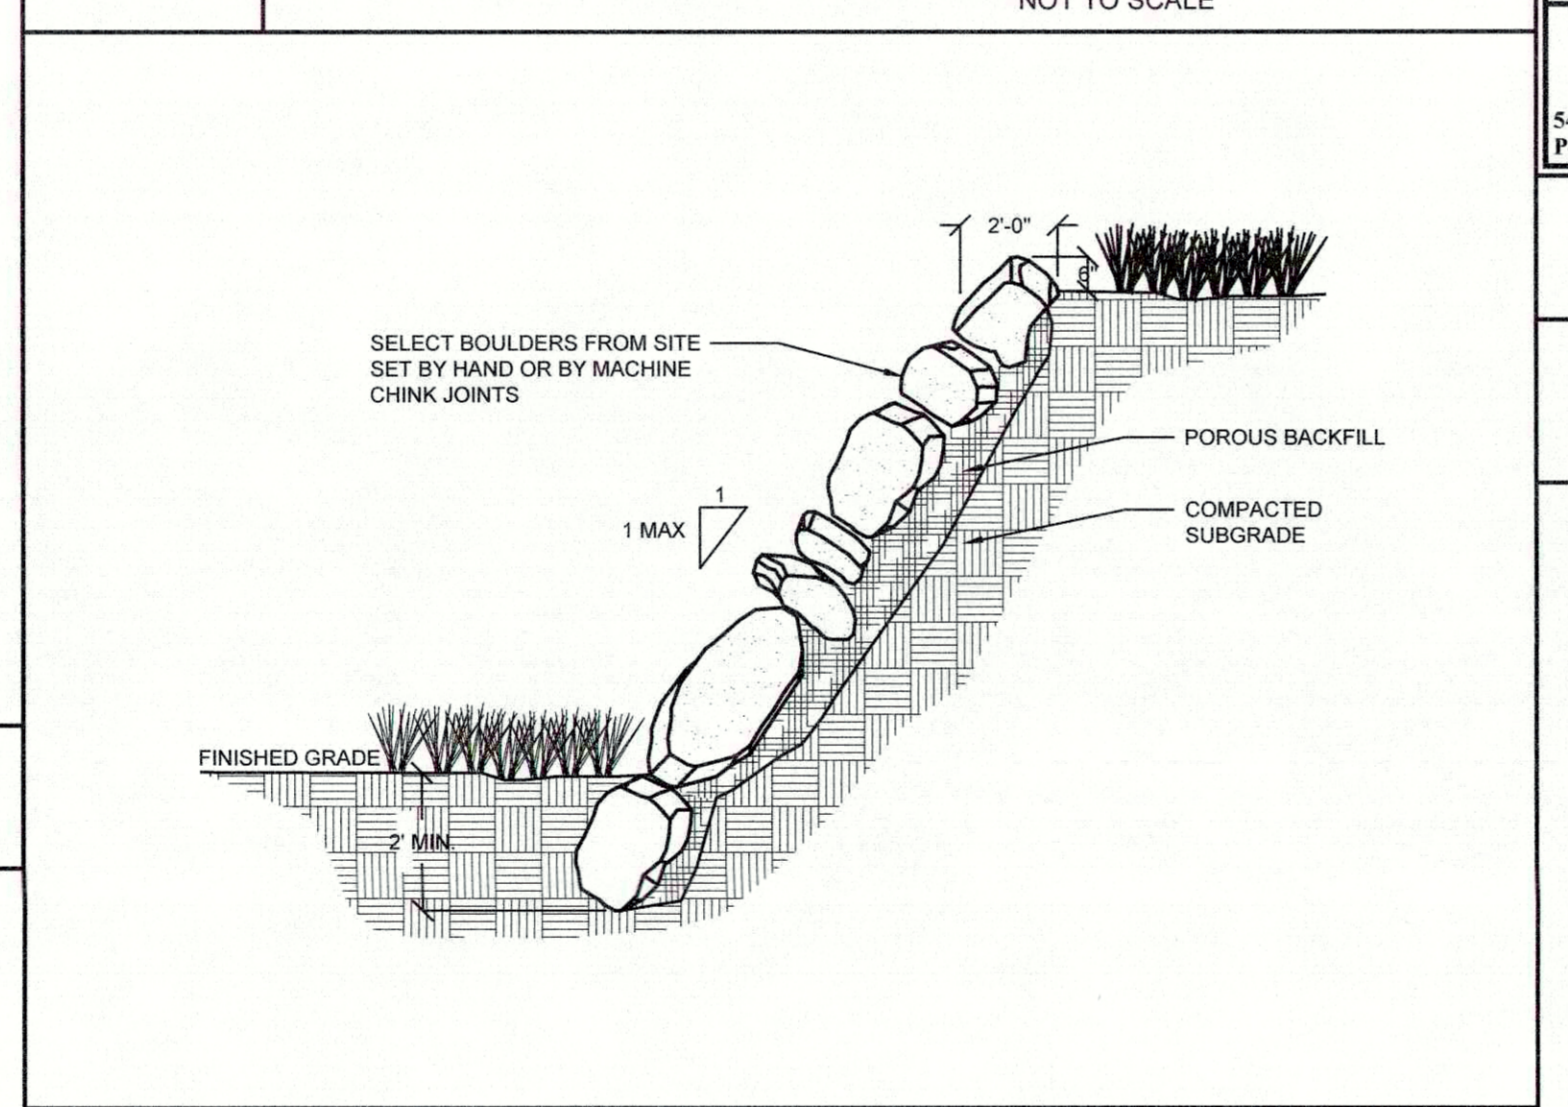 NOT TO SCALE
54
P
2'-0"
6"
SELECT BOULDERS FROM SITE
SET BY HAND OR BY MACHINE
CHINK JOINTS
POROUS BACKFILL
1
1 MAX
COMPACTED
SUBGRADE
FINISHED GRADE
2' MIN.